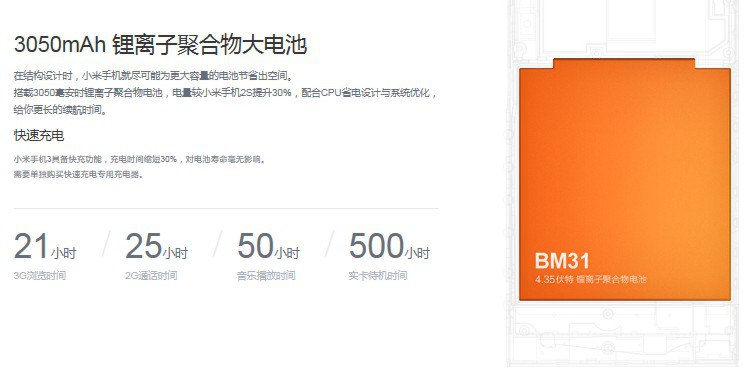 3050mAh 锂离子聚合物大电池
在结构设计时，小米手机就尽可能为更大容量的电池节省出空间。
搭载3050毫安时锂离子聚合物电池，电量较小米手机2S提升30%，配合CPU省电设计与系统优化，
给你更长的续航时间。
快速充电
小米手机3具备快充功能，充电时间缩短30%，对电池寿命毫无影响。
需要单独购买快速充电专用充电器。
21小时 / 25小时 / 50小时 / 500小时
3G浏览时间 2G通话时间 音乐播放时间 实卡待机时间
BM31
4.35伏特 锂离子聚合物电池